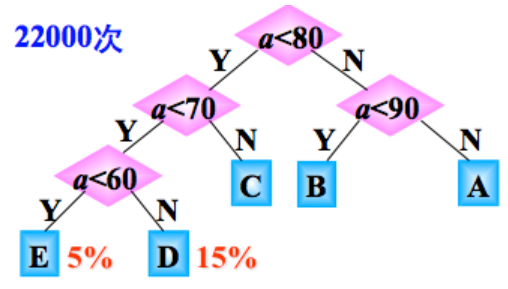 22000次
a<80
Y N
a<70 a<90
Y N Y N
a<60 C B A
Y N
E 5% D 15%